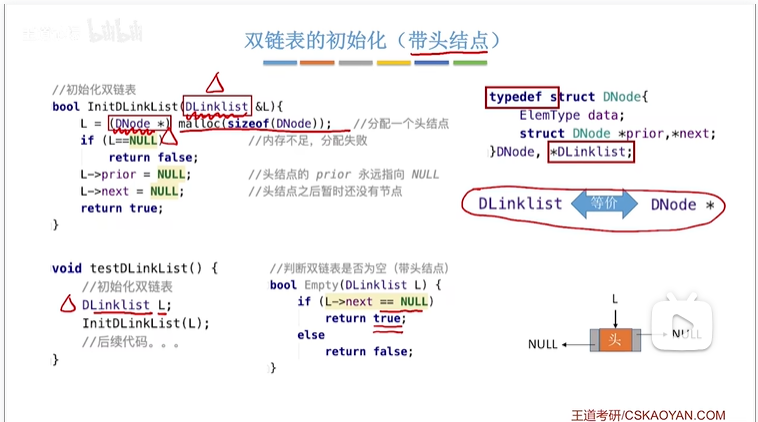 双链表的初始化（带头结点）
//初始化双链表
bool InitDLinkList(DLinklist &L){
L = (DNode *) malloc(sizeof(DNode)); //分配一个头结点
if (L==NULL) //内存不足，分配失败
return false;
L->prior = NULL; //头结点的 prior 永远指向 NULL
L->next = NULL; //头结点之后暂时还没有节点
return true;
}
typedef struct DNode{
ElemType data;
struct DNode *prior,*next;
}DNode, *DLinklist;
DLinklist 等价 DNode *
void testDLinkList() {
//初始化双链表
DLinklist L;
InitDLinkList(L);
//后续代码。。。
}
//判断双链表是否为空（带头结点）
bool Empty(DLinklist L) {
if (L->next == NULL)
return true;
else
return false;
}
L
NULL 头 NULL
王道考研/CSKAOYAN.COM